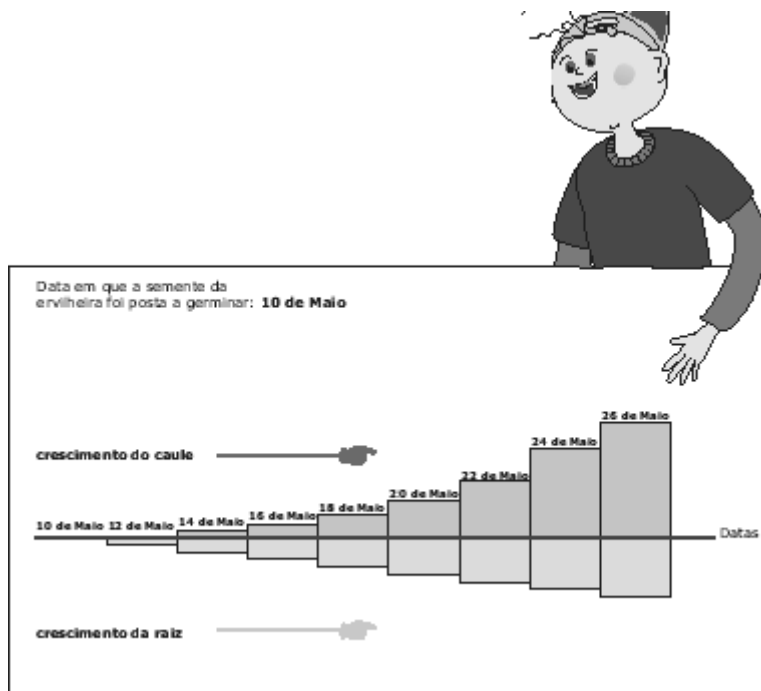 Data em que a semente da
ervilheira foi posta a germinar: 10 de Maio
26 de Maio
24 de Maio
crescimento do caule
22 de Maio
20 de Maio
18 de Maio
16 de Maio
14 de Maio
10 de Maio 12 de Maio
Datas
crescimento da raiz